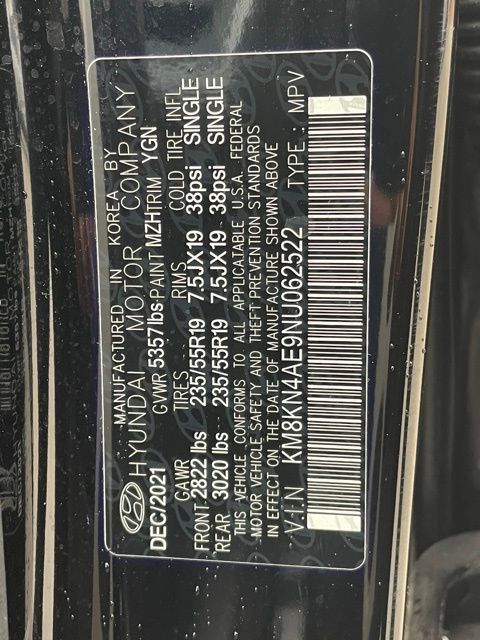 MANUFACTURED IN KOREA BY
HYUNDAI MOTOR COMPANY
DEC/2021 GVWR 5357lbs PAINT MZH TRIM YGN
GAWR TIRES RIMS COLD TIRE INFL
FRONT 2822 lbs 235/55R19 7.5JX19 38psi SINGLE
REAR 3020 lbs 235/55R19 7.5JX19 38psi SINGLE
THIS VEHICLE CONFORMS TO ALL APPLICATABLE U.S.A. FEDERAL
MOTOR VEHICLE SAFETY AND THEFT PREVENTION STANDARDS
IN EFFECT ON THE DATE OF MANUFACTURE SHOWN ABOVE
V.I.N KM8KN4AE9NU062522 TYPE : MPV